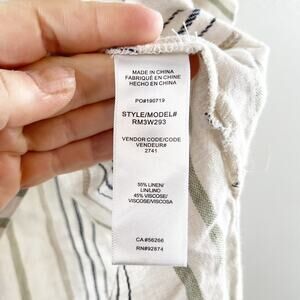 MADE IN CHINA
FABRIQUÉ EN CHINE
HECHO EN CHINA
PO#190719
STYLE/MODEL#
RM3W293
VENDOR CODE/CODE
VENDEUR#
2741
55% LINEN/
LIN/LINO
45% VISCOSE/
VISCOSE/VISCOSA
CA#56266
RN#92874